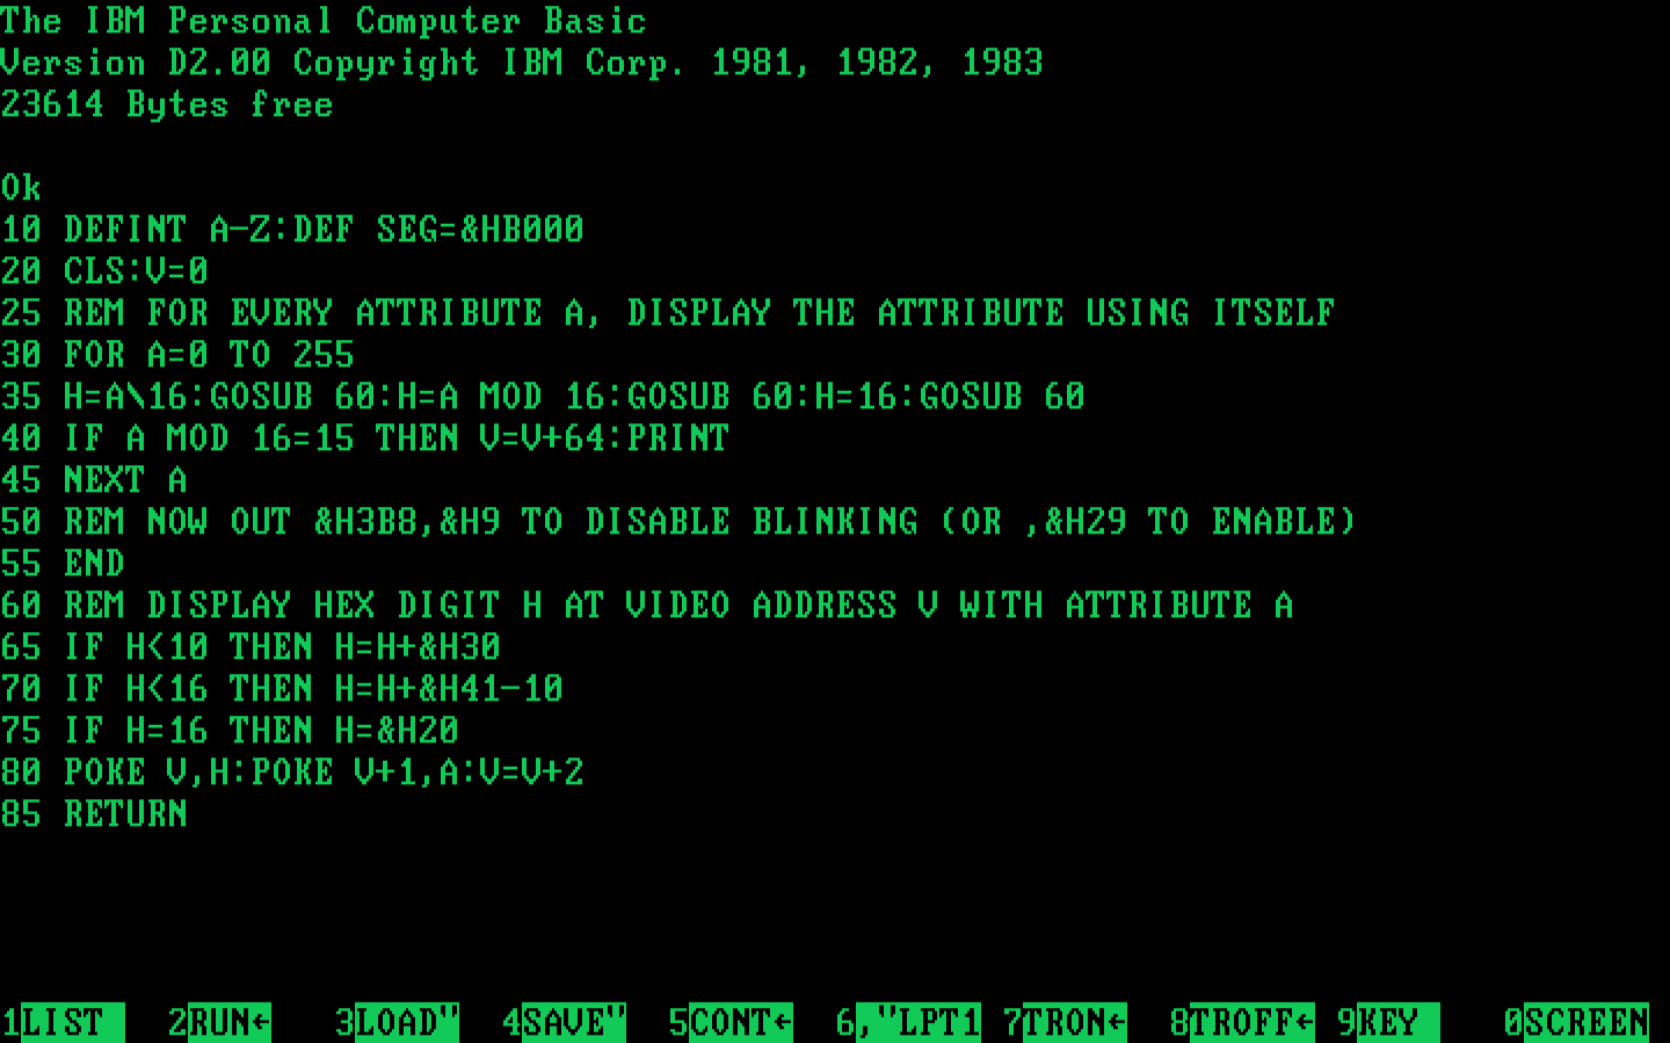 The IBM Personal Computer Basic
Version D2.00 Copyright IBM Corp. 1981, 1982, 1983
23614 Bytes free
Ok
10 DEFINT A-Z:DEF SEG=&HB000
20 CLS:V=0
25 REM FOR EVERY ATTRIBUTE A, DISPLAY THE ATTRIBUTE USING ITSELF
30 FOR A=0 TO 255
35 H=A\16:GOSUB 60:H=A MOD 16:GOSUB 60:H=16:GOSUB 60
40 IF A MOD 16=15 THEN V=V+64:PRINT
45 NEXT A
50 REM NOW OUT &H3B8,&H9 TO DISABLE BLINKING (OR ,&H29 TO ENABLE)
55 END
60 REM DISPLAY HEX DIGIT H AT VIDEO ADDRESS V WITH ATTRIBUTE A
65 IF H<10 THEN H=H+&H30
70 IF H<16 THEN H=H+&H41-10
75 IF H=16 THEN H=&H20
80 POKE V,H:POKE V+1,A:V=V+2
85 RETURN
1LIST 2RUN← 3LOAD" 4SAVE" 5CONT← 6,"LPT1 7TRON← 8TROFF← 9KEY 0SCREEN